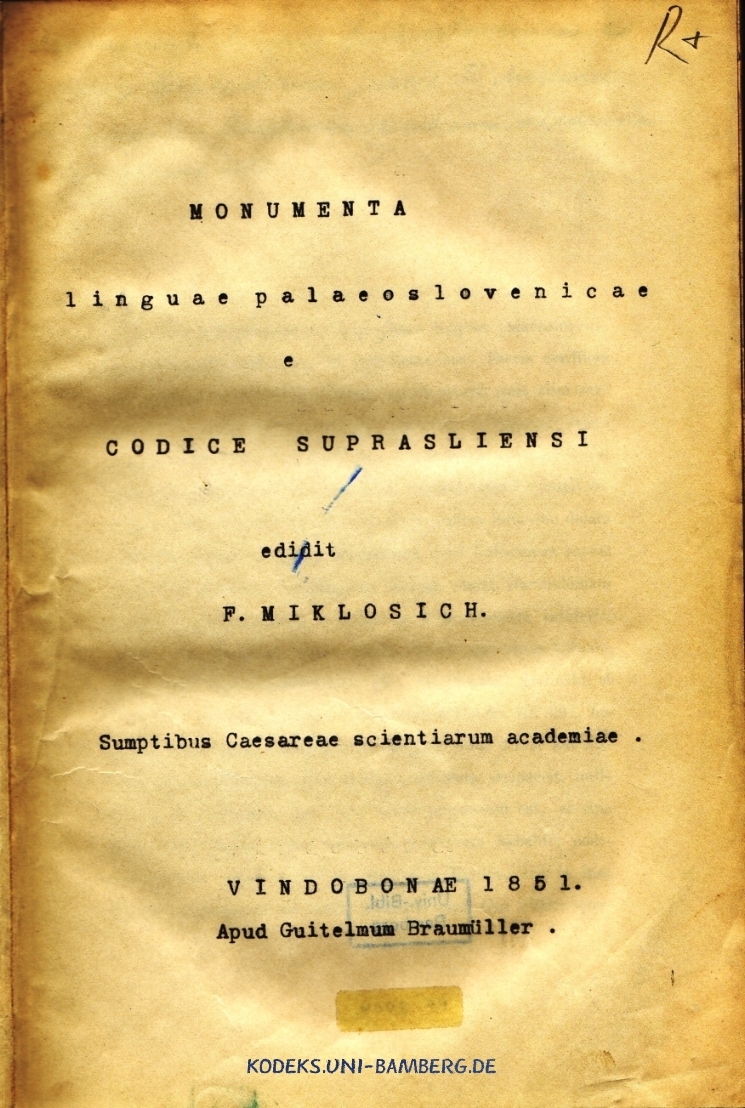 R+
MONUMENTA
linguae palaeoslovenicae
e
CODICE SUPRASLIENSI
edidit
F. MIKLOSICH.
Sumptibus Caesareae scientiarum academiae .
VINDOBONAE 1851.
Apud Guitelmum Braumüller .
KODEKS.UNI-BAMBERG.DE